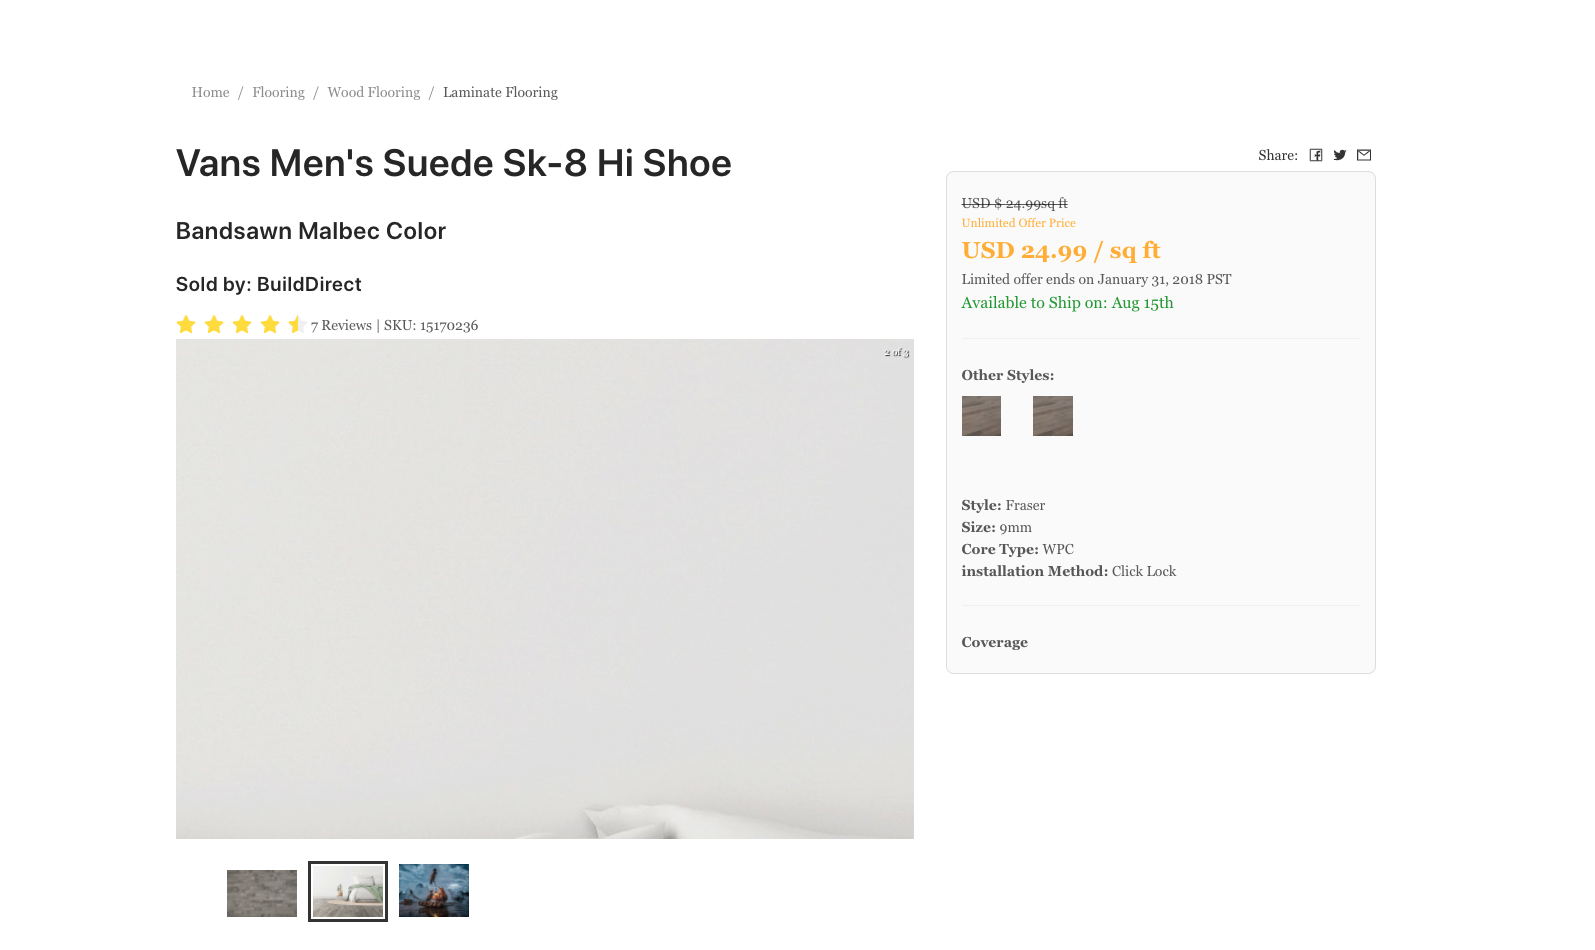 Home / Flooring / Wood Flooring / Laminate Flooring
Vans Men's Suede Sk-8 Hi Shoe
Bandsawn Malbec Color
Sold by: BuildDirect
7 Reviews | SKU: 15170236
2 of 3
Share:
USD $ 24.99sq ft
Unlimited Offer Price
USD 24.99 / sq ft
Limited offer ends on January 31, 2018 PST
Available to Ship on: Aug 15th
Other Styles:
Style: Fraser
Size: 9mm
Core Type: WPC
installation Method: Click Lock
Coverage